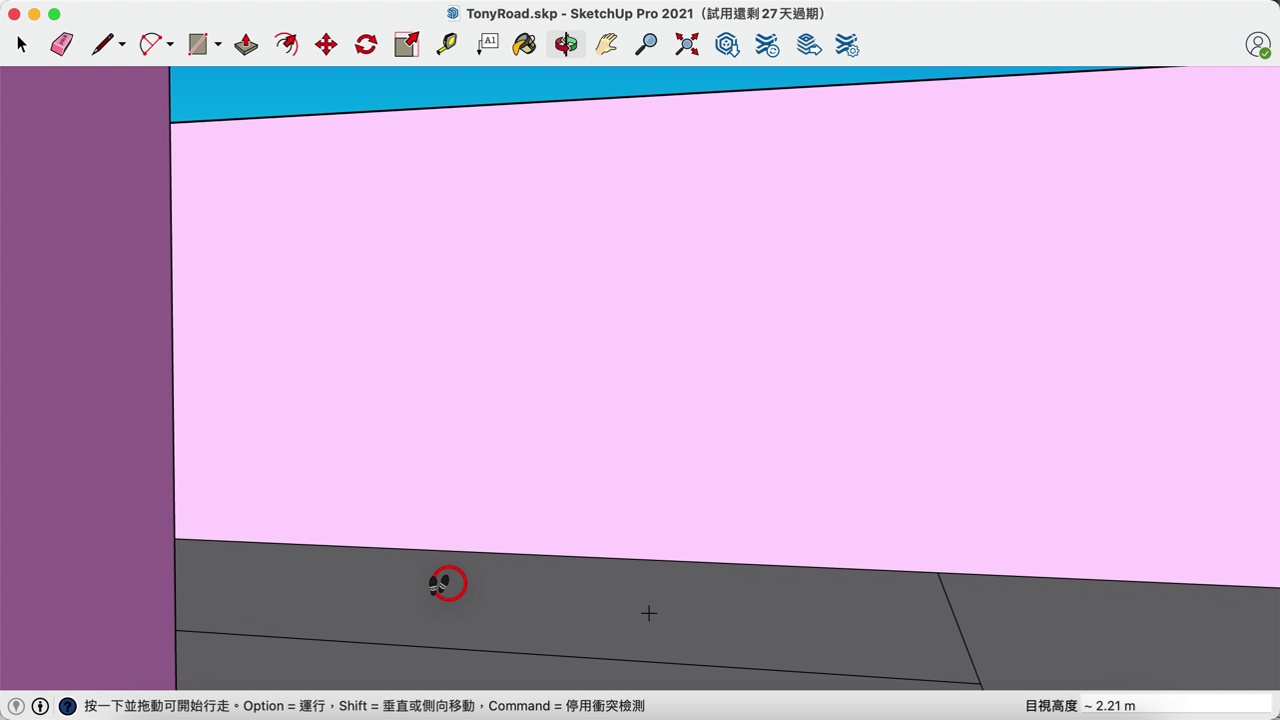 TonyRoad.skp - SketchUp Pro 2021（試用還剩 27 天過期）
A1
按一下並拖動可開始行走。Option = 運行，Shift = 垂直或側向移動，Command = 停用衝突檢測
目視高度 ~ 2.21 m